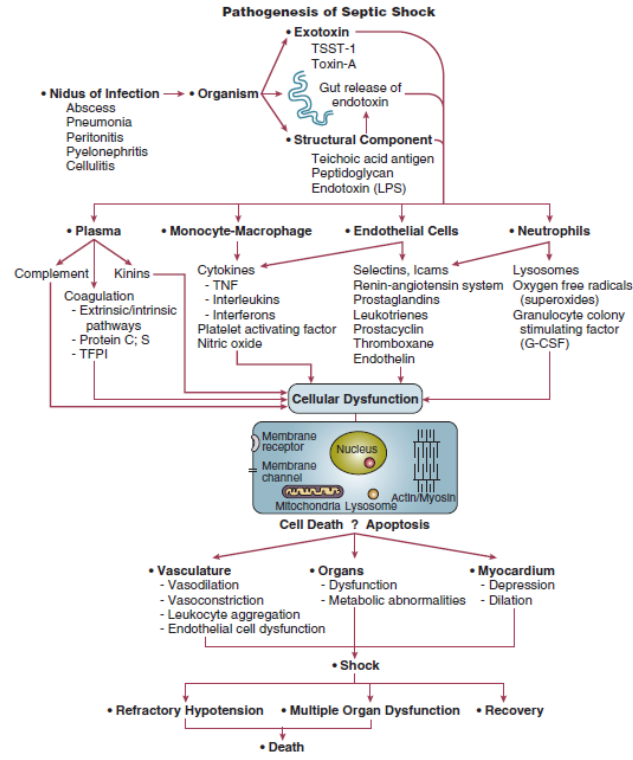 Pathogenesis of Septic Shock
• Exotoxin
TSST-1
Toxin-A
• Nidus of Infection
Abscess
Pneumonia
Peritonitis
Pyelonephritis
Cellulitis
• Organism
Gut release of
endotoxin
• Structural Component
Teichoic acid antigen
Peptidoglycan
Endotoxin (LPS)
• Plasma
• Monocyte-Macrophage
• Endothelial Cells
• Neutrophils
Complement
Kinins
Coagulation
- Extrinsic/intrinsic
pathways
- Protein C; S
- TFPI
Cytokines
- TNF
- Interleukins
- Interferons
Platelet activating factor
Nitric oxide
Selectins, Icams
Renin-angiotensin system
Prostaglandins
Leukotrienes
Prostacyclin
Thromboxane
Endothelin
Lysosomes
Oxygen free radicals
(superoxides)
Granulocyte colony
stimulating factor
(G-CSF)
Cellular Dysfunction
Membrane
receptor
Membrane
channel
Nucleus
Mitochondria
Lysosome
Actin/Myosin
Cell Death ? Apoptosis
• Vasculature
- Vasodilation
- Vasoconstriction
- Leukocyte aggregation
- Endothelial cell dysfunction
• Organs
- Dysfunction
- Metabolic abnormalities
• Myocardium
- Depression
- Dilation
• Shock
• Refractory Hypotension
• Multiple Organ Dysfunction
• Recovery
• Death